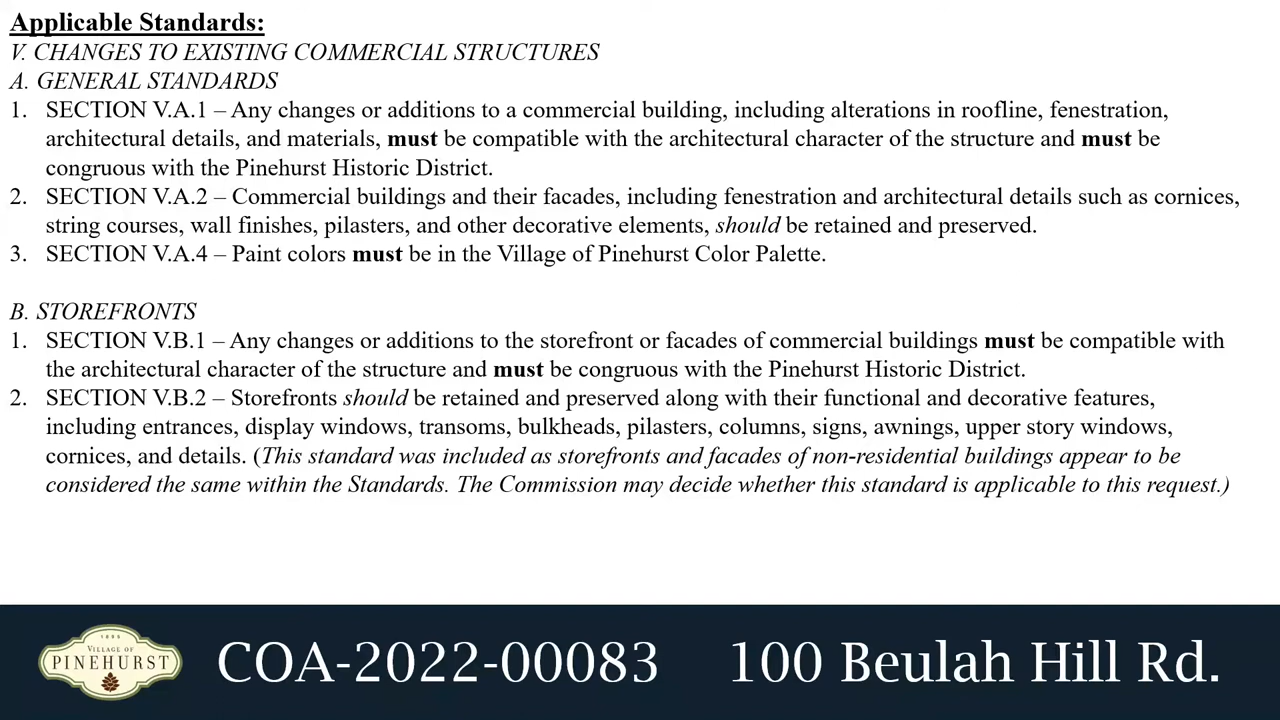 Applicable Standards:
V. CHANGES TO EXISTING COMMERCIAL STRUCTURES
A. GENERAL STANDARDS
1. SECTION V.A.1 – Any changes or additions to a commercial building, including alterations in roofline, fenestration,
architectural details, and materials, must be compatible with the architectural character of the structure and must be
congruous with the Pinehurst Historic District.
2. SECTION V.A.2 – Commercial buildings and their facades, including fenestration and architectural details such as cornices,
string courses, wall finishes, pilasters, and other decorative elements, should be retained and preserved.
3. SECTION V.A.4 – Paint colors must be in the Village of Pinehurst Color Palette.
B. STOREFRONTS
1. SECTION V.B.1 – Any changes or additions to the storefront or facades of commercial buildings must be compatible with
the architectural character of the structure and must be congruous with the Pinehurst Historic District.
2. SECTION V.B.2 – Storefronts should be retained and preserved along with their functional and decorative features,
including entrances, display windows, transoms, bulkheads, pilasters, columns, signs, awnings, upper story windows,
cornices, and details. (This standard was included as storefronts and facades of non-residential buildings appear to be
considered the same within the Standards. The Commission may decide whether this standard is applicable to this request.)
1895
VILLAGE OF
PINEHURST
COA-2022-00083 100 Beulah Hill Rd.